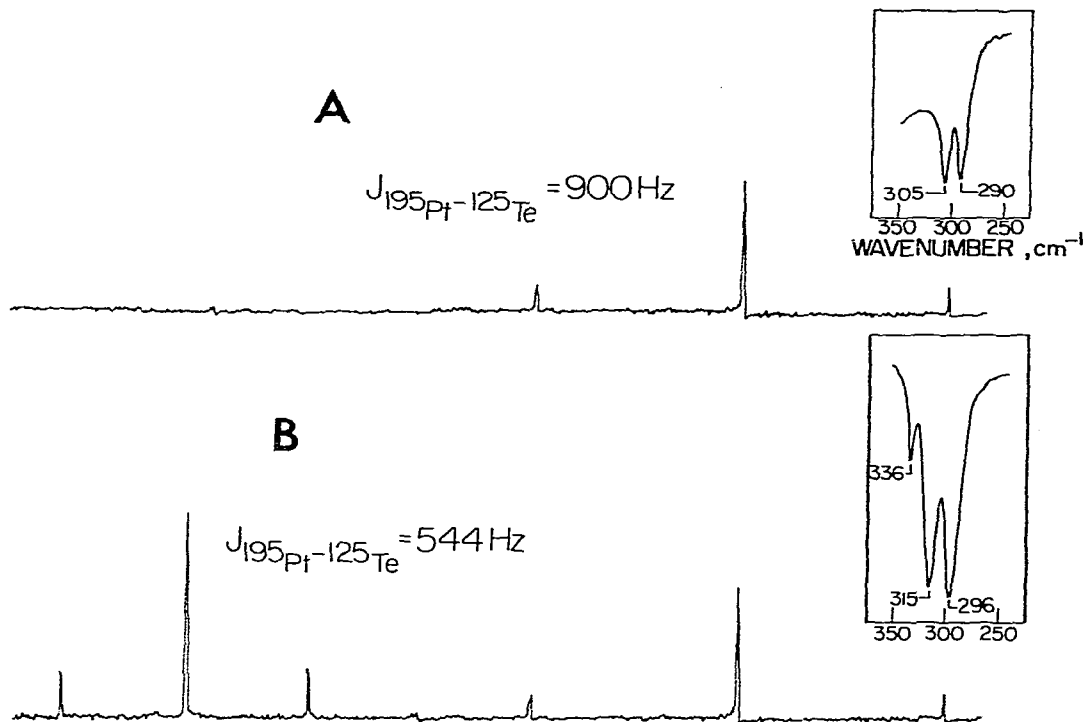 A
J195Pt-125Te = 900 Hz
305 290
350 300 250
WAVENUMBER , cm-1
B
J195Pt-125Te = 544 Hz
336
315 296
350 300 250